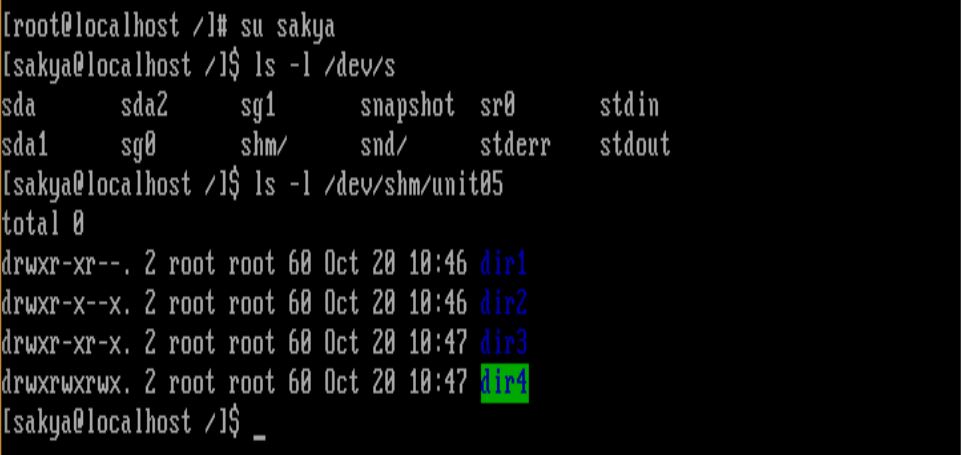 [root@localhost /]# su sakya
[sakya@localhost /]$ ls -l /dev/s
sda sda2 sg1 snapshot sr0 stdin
sda1 sg0 shm/ snd/ stderr stdout
[sakya@localhost /]$ ls -l /dev/shm/unit05
total 0
drwxr-xr--. 2 root root 60 Oct 20 10:46 dir1
drwxr-x--x. 2 root root 60 Oct 20 10:46 dir2
drwxr-xr-x. 2 root root 60 Oct 20 10:47 dir3
drwxrwxrwx. 2 root root 60 Oct 20 10:47 dir4
[sakya@localhost /]$ _